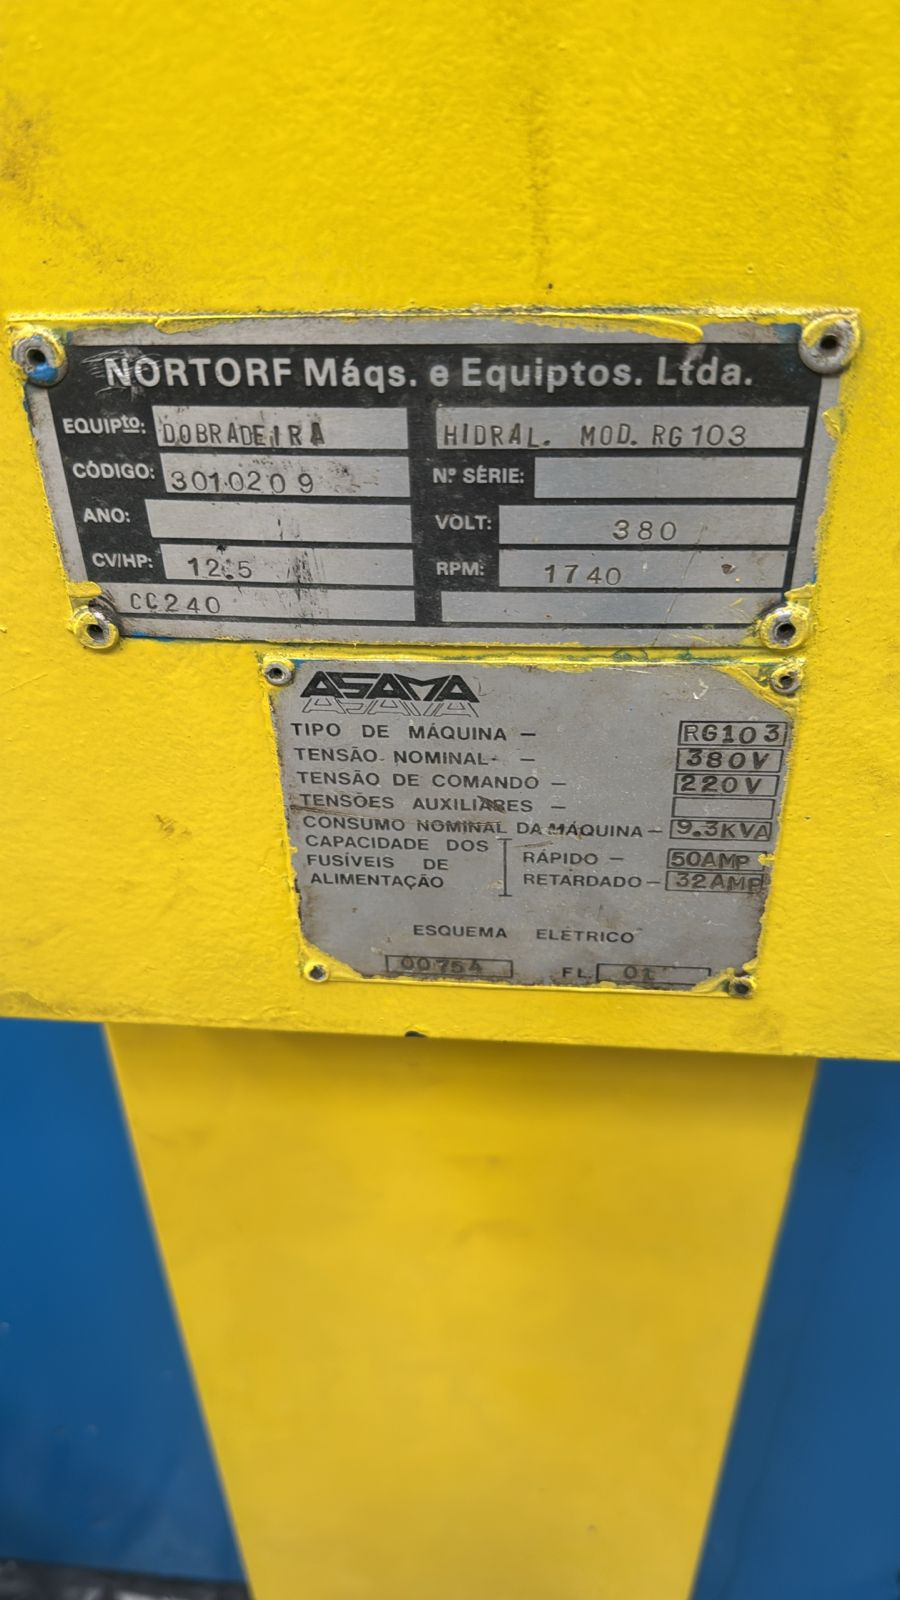 NORTORF Máqs. e Equiptos. Ltda.
EQUIPto: DOBRADEIRA HIDRAL. MOD. RG103
CÓDIGO: 3010209 Nº SÉRIE:
ANO: VOLT: 380
CV/HP: 12.5 RPM: 1740
CC240
ASAMA
TIPO DE MÁQUINA — RG103
TENSÃO NOMINAL — 380V
TENSÃO DE COMANDO — 220V
TENSÕES AUXILIARES —
CONSUMO NOMINAL DA MÁQUINA — 9.3KVA
CAPACIDADE DOS FUSÍVEIS DE ALIMENTAÇÃO
RÁPIDO — 50AMP
RETARDADO — 32AMP
ESQUEMA ELÉTRICO
00754 FL 01